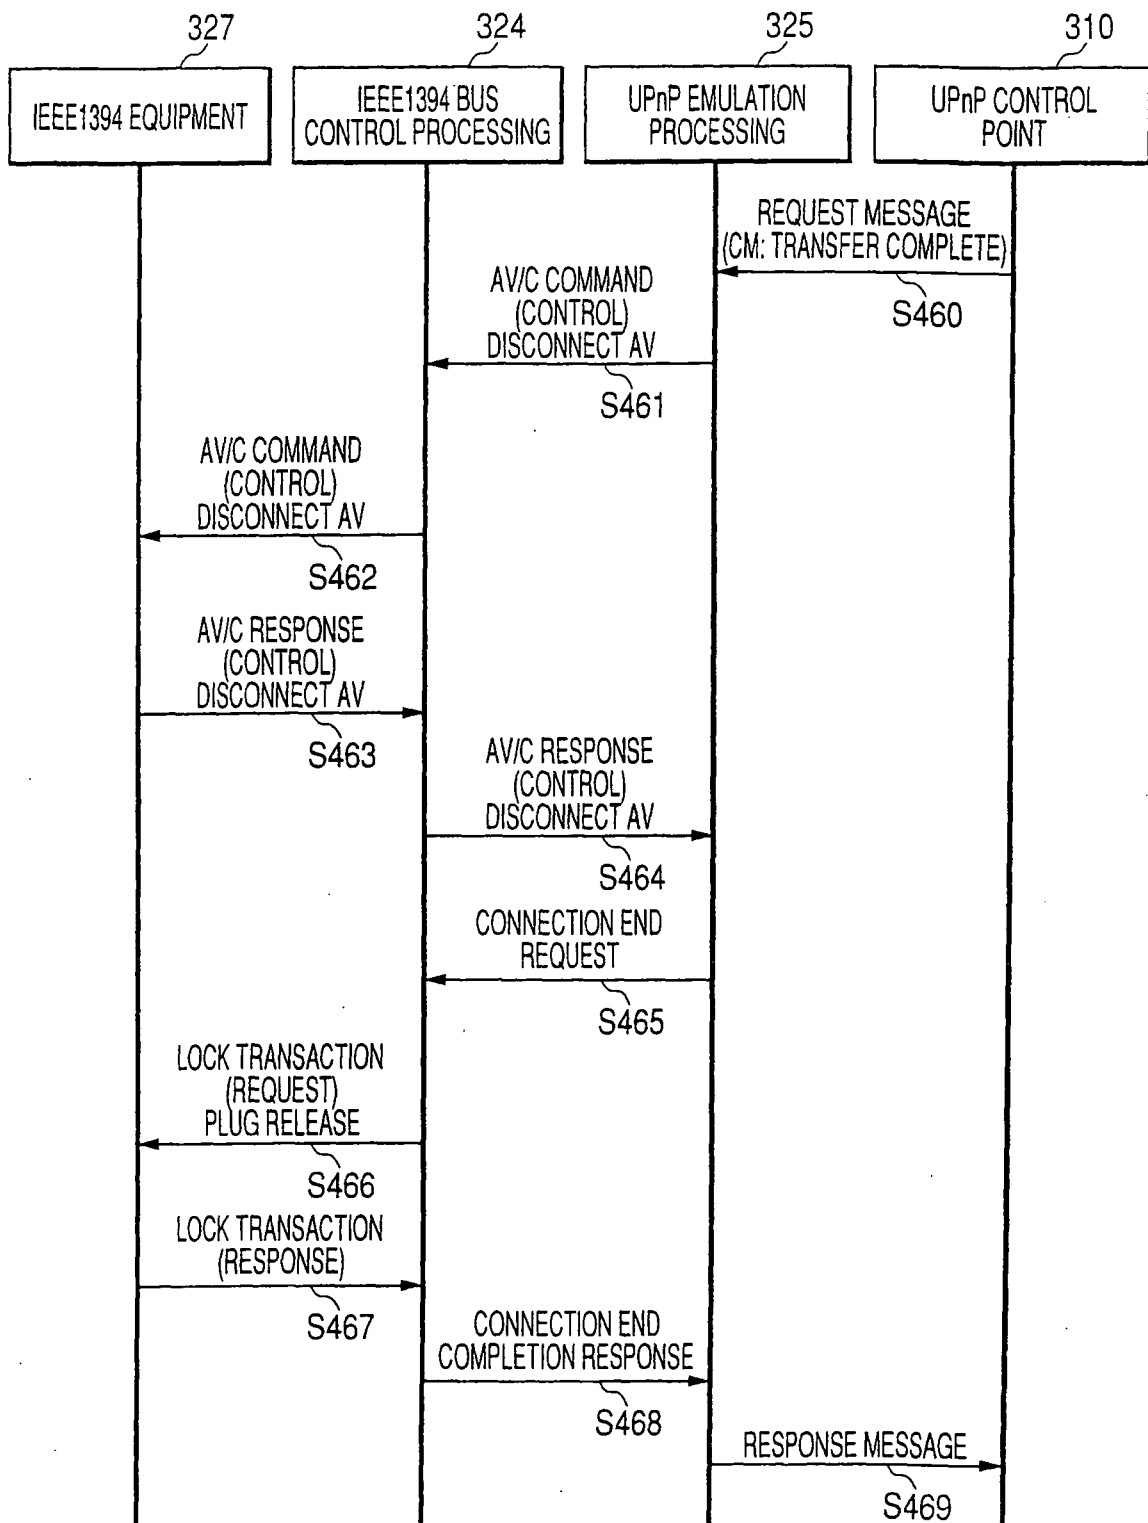 327
324
325
310
IEEE1394 EQUIPMENT
IEEE1394 BUS
CONTROL PROCESSING
UPnP EMULATION
PROCESSING
UPnP CONTROL
POINT
REQUEST MESSAGE
(CM: TRANSFER COMPLETE)
S460
AV/C COMMAND
(CONTROL)
DISCONNECT AV
S461
AV/C COMMAND
(CONTROL)
DISCONNECT AV
S462
AV/C RESPONSE
(CONTROL)
DISCONNECT AV
S463
AV/C RESPONSE
(CONTROL)
DISCONNECT AV
S464
CONNECTION END
REQUEST
S465
LOCK TRANSACTION
(REQUEST)
PLUG RELEASE
S466
LOCK TRANSACTION
(RESPONSE)
S467
CONNECTION END
COMPLETION RESPONSE
S468
RESPONSE MESSAGE
S469